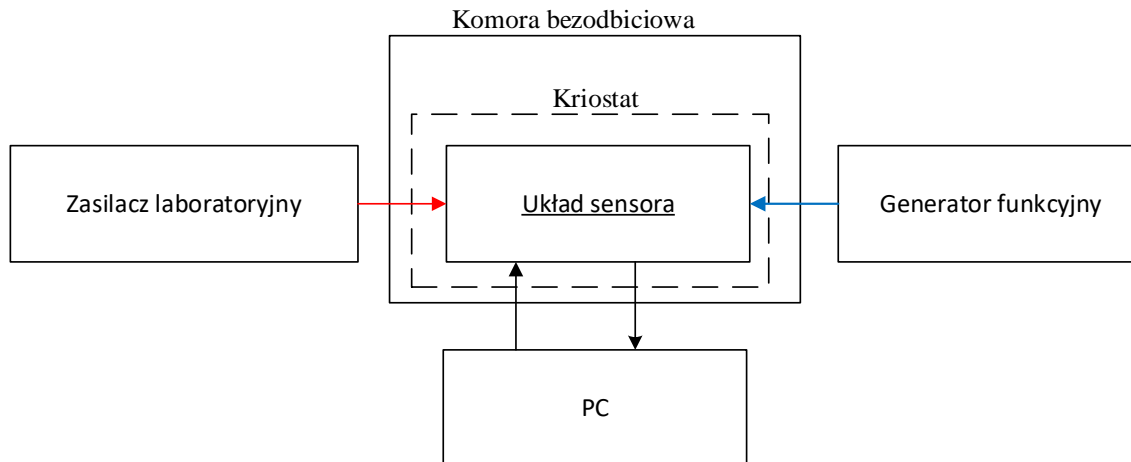 Komora bezodbiciowa
Kriostat
Zasilacz laboratoryjny
Układ sensora
Generator funkcyjny
PC